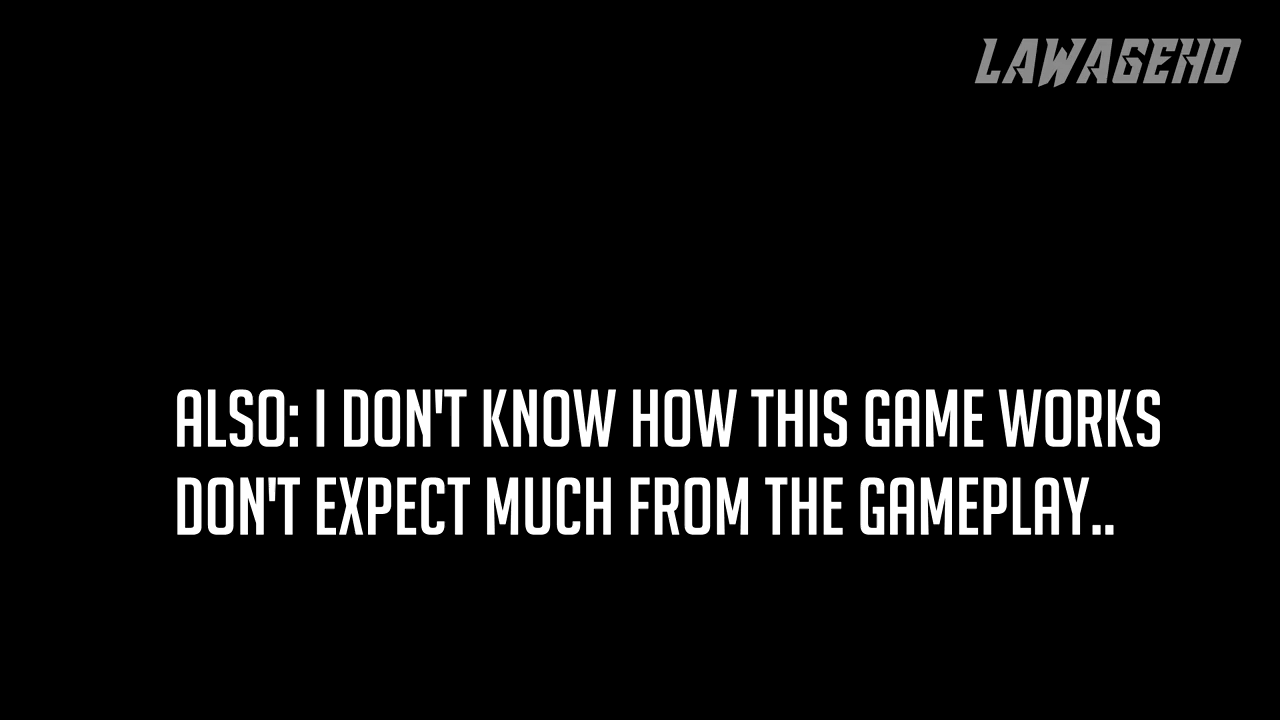 LAWAGEHD
ALSO: I DON'T KNOW HOW THIS GAME WORKS
DON'T EXPECT MUCH FROM THE GAMEPLAY..